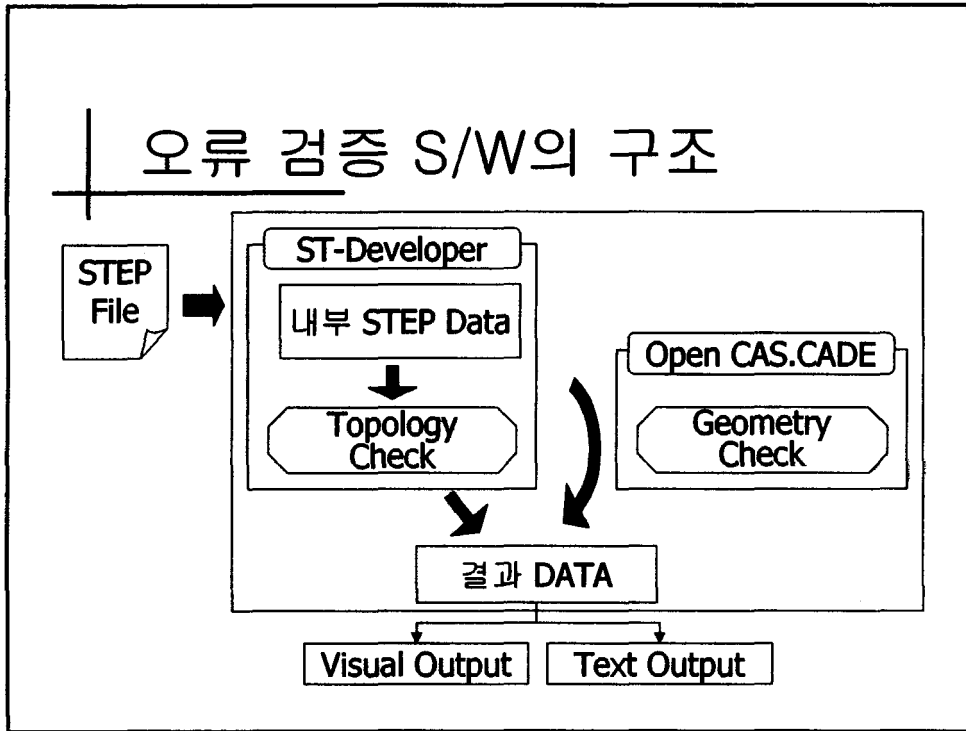 오류 검증 S/W의 구조
STEP
File
ST-Developer
내부 STEP Data
Topology
Check
Open CAS.CADE
Geometry
Check
결과 DATA
Visual Output
Text Output